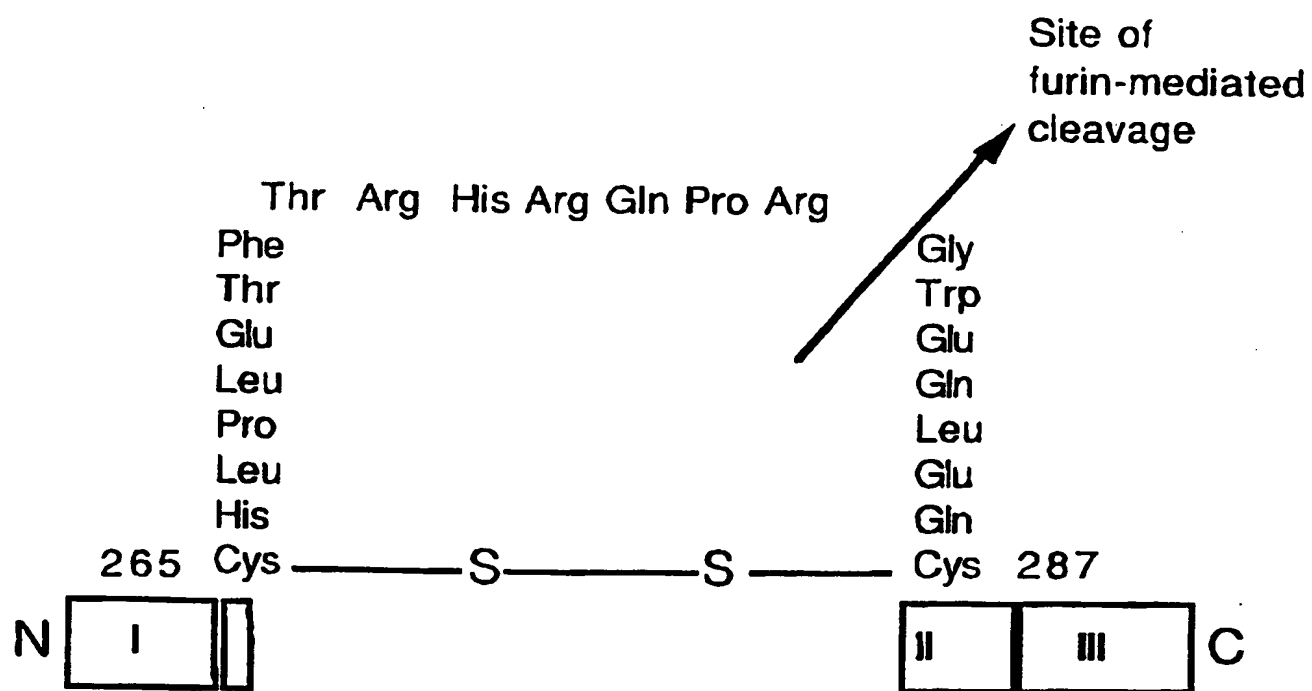 Site of
furin-mediated
cleavage
Thr Arg His Arg Gln Pro Arg
Phe
Thr
Glu
Leu
Pro
Leu
His
265 Cys
S
S
Gly
Trp
Glu
Gln
Leu
Glu
Gln
Cys 287
N
I
II
III
C